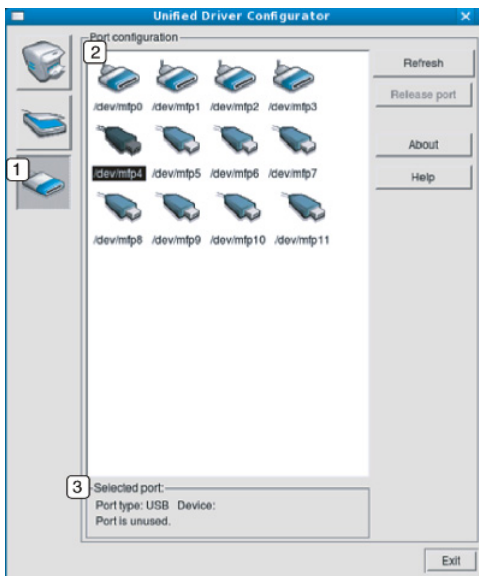 Unified Driver Configurator
Port configuration
2
/dev/mfp0 /dev/mfp1 /dev/mfp2 /dev/mfp3
Refresh
Release port
1
/dev/mfp4 /dev/mfp5 /dev/mfp6 /dev/mfp7
About
Help
/dev/mfp8 /dev/mfp9 /dev/mfp10 /dev/mfp11
3
Selected port:
Port type: USB Device:
Port is unused.
Exit